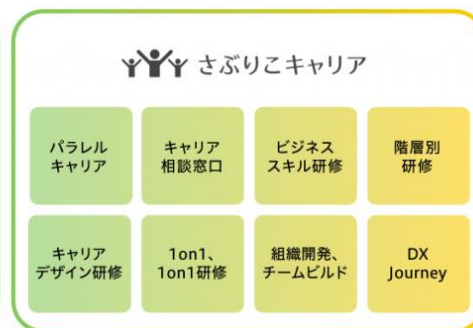 さぶりこキャリア
パラレル
キャリア
キャリア
相談窓口
ビジネス
スキル研修
階層別
研修
キャリア
デザイン研修
1on1、
1on1研修
組織開発、
チームビルド
DX
Journey